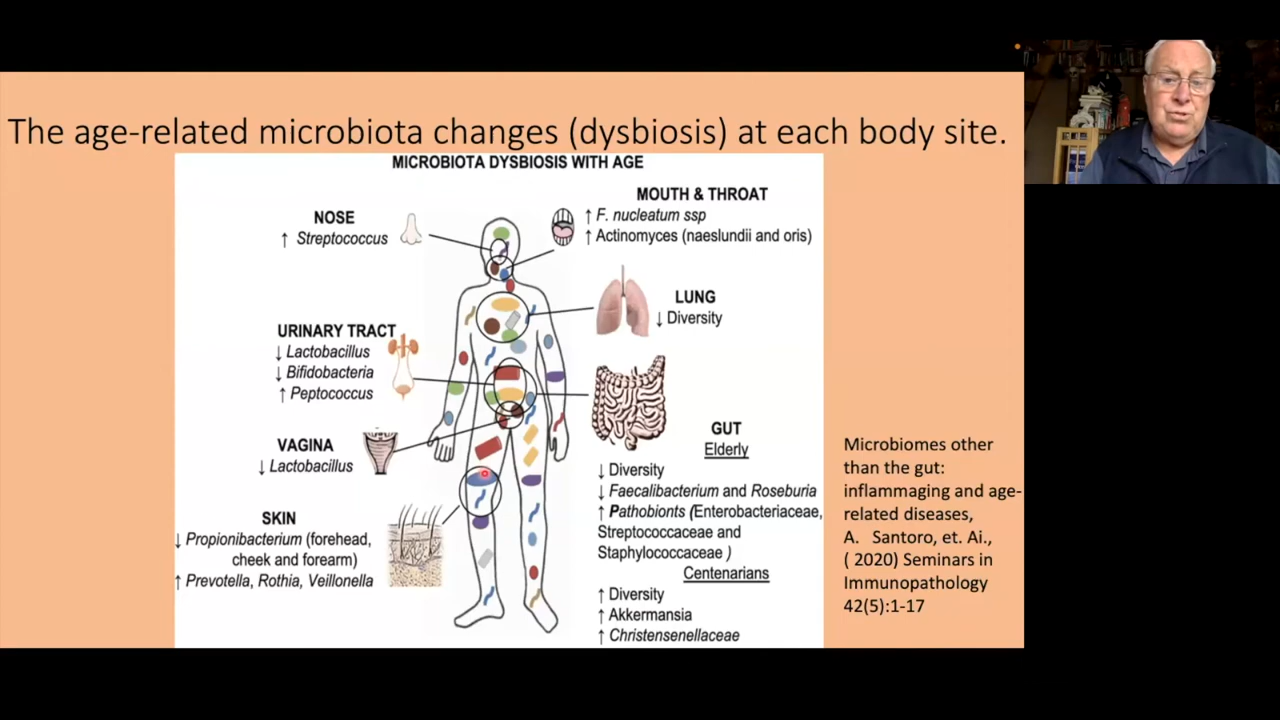 The age-related microbiota changes (dysbiosis) at each body site.
MICROBIOTA DYSBIOSIS WITH AGE
NOSE
↑ Streptococcus
MOUTH & THROAT
↑ F. nucleatum ssp
↑ Actinomyces (naeslundii and oris)
LUNG
↓ Diversity
URINARY TRACT
↓ Lactobacillus
↓ Bifidobacteria
↑ Peptococcus
VAGINA
↓ Lactobacillus
SKIN
↓ Propionibacterium (forehead,
cheek and forearm)
↑ Prevotella, Rothia, Veillonella
GUT
Elderly
↓ Diversity
↓ Faecalibacterium and Roseburia
↑ Pathobionts (Enterobacteriaceae,
Streptococcaceae and
Staphylococcaceae )
Centenarians
↑ Diversity
↑ Akkermansia
↑ Christensenellaceae
Microbiomes other
than the gut:
inflammaging and age-
related diseases,
A. Santoro, et. Ai.,
( 2020) Seminars in
Immunopathology
42(5):1-17